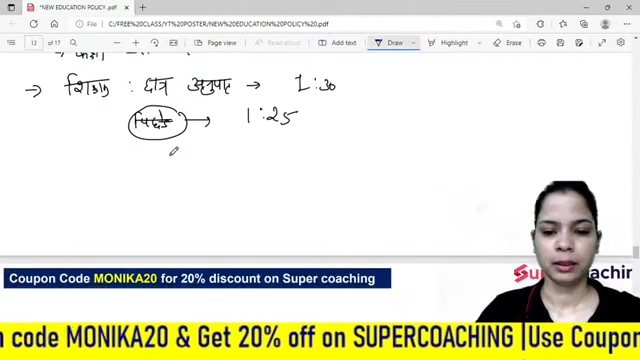 *NEW EDUCATION POLICY.pdf
C:/FREE%20CLASS/YT%20POSTER/NEW%20EDUCATION%20POLICY.pdf
12 of 17
Page view
Read aloud
Add text
Draw
Highlight
Erase
→ शिक्षक : छात्र अनुपात → 1:30
→ 1:25
Coupon Code MONIKA20 for 20% discount on Super coaching
code MONIKA20 & Get 20% off on SUPERCOACHING |Use Coupon